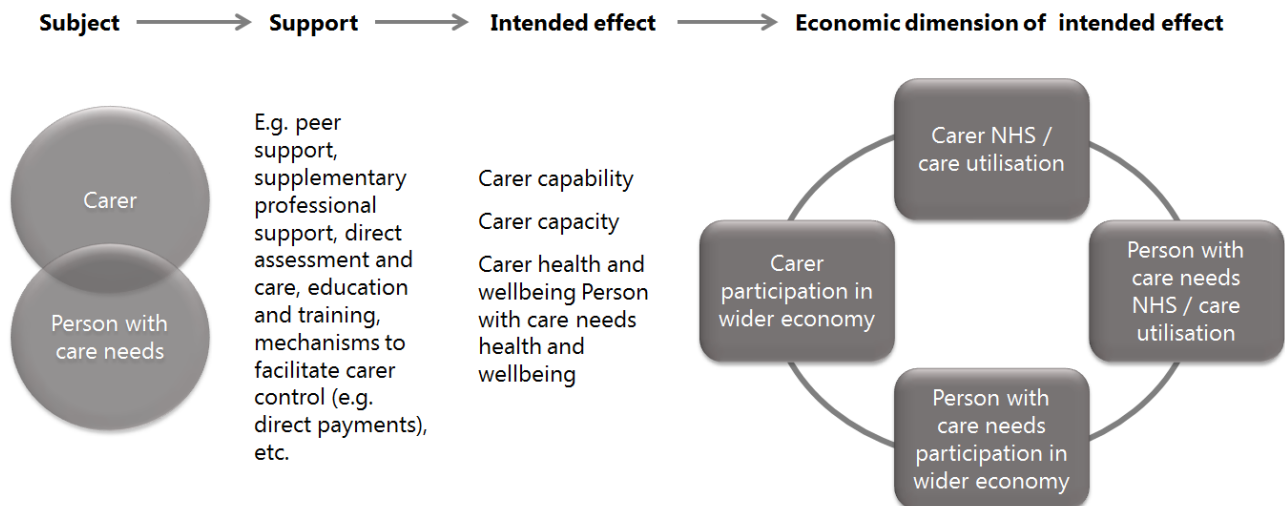 Subject
Support
Intended effect
Economic dimension of intended effect
Carer
Person with
care needs
E.g. peer
support,
supplementary
professional
support, direct
assessment and
care, education
and training,
mechanisms to
facilitate carer
control (e.g.
direct payments),
etc.
Carer capability
Carer capacity
Carer health and
wellbeing Person
with care needs
health and
wellbeing
Carer NHS /
care utilisation
Carer
participation in
wider economy
Person with
care needs
NHS / care
utilisation
Person with
care needs
participation in
wider economy